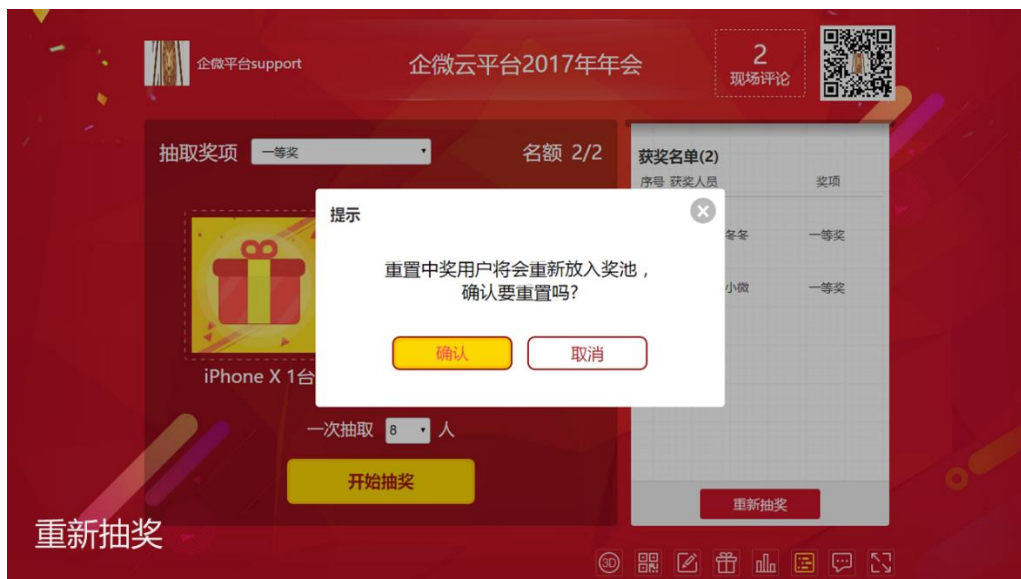 企微平台support
企微云平台2017年年会
2
现场评论
抽取奖项 一等奖 名额 2/2
获奖名单(2)
序号 获奖人员 奖项
冬冬 一等奖
小微 一等奖
提示
重置中奖用户将会重新放入奖池，
确认要重置吗?
确认 取消
iPhone X 1台
一次抽取 8 人
开始抽奖
重新抽奖
重新抽奖
3D